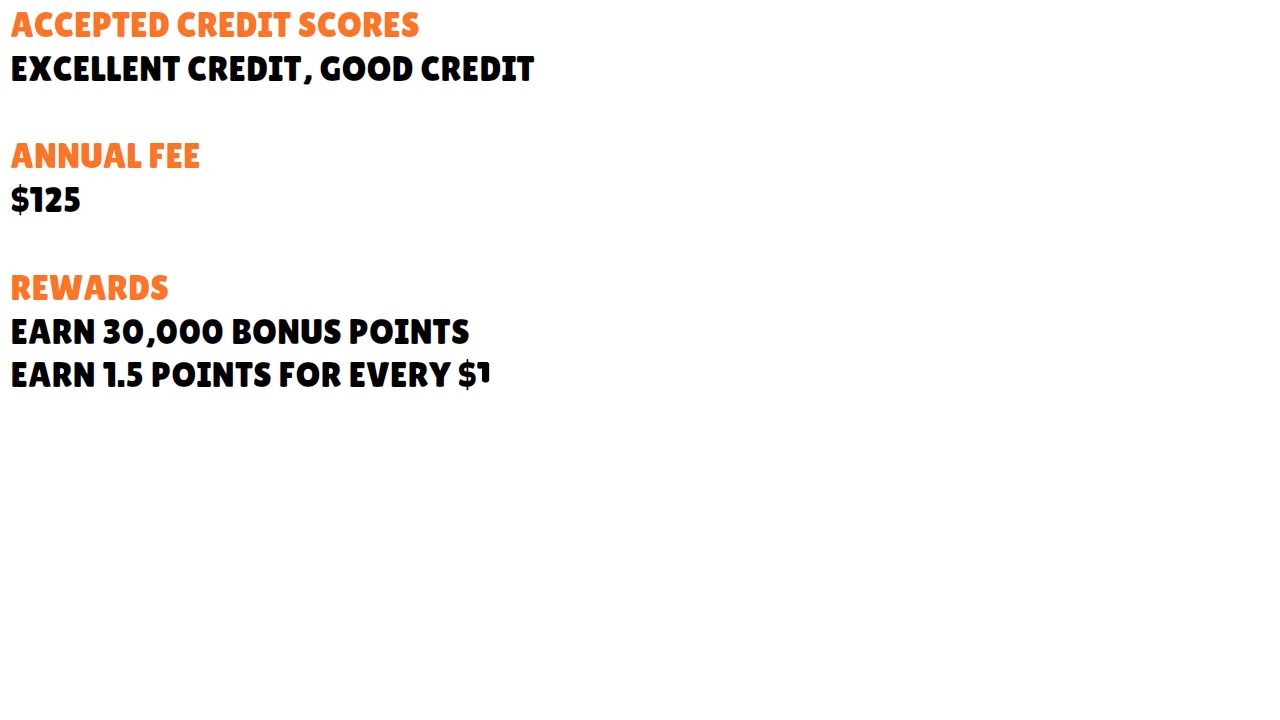 ACCEPTED CREDIT SCORES
EXCELLENT CREDIT, GOOD CREDIT
ANNUAL FEE
$125
REWARDS
EARN 30,000 BONUS POINTS
EARN 1.5 POINTS FOR EVERY $1